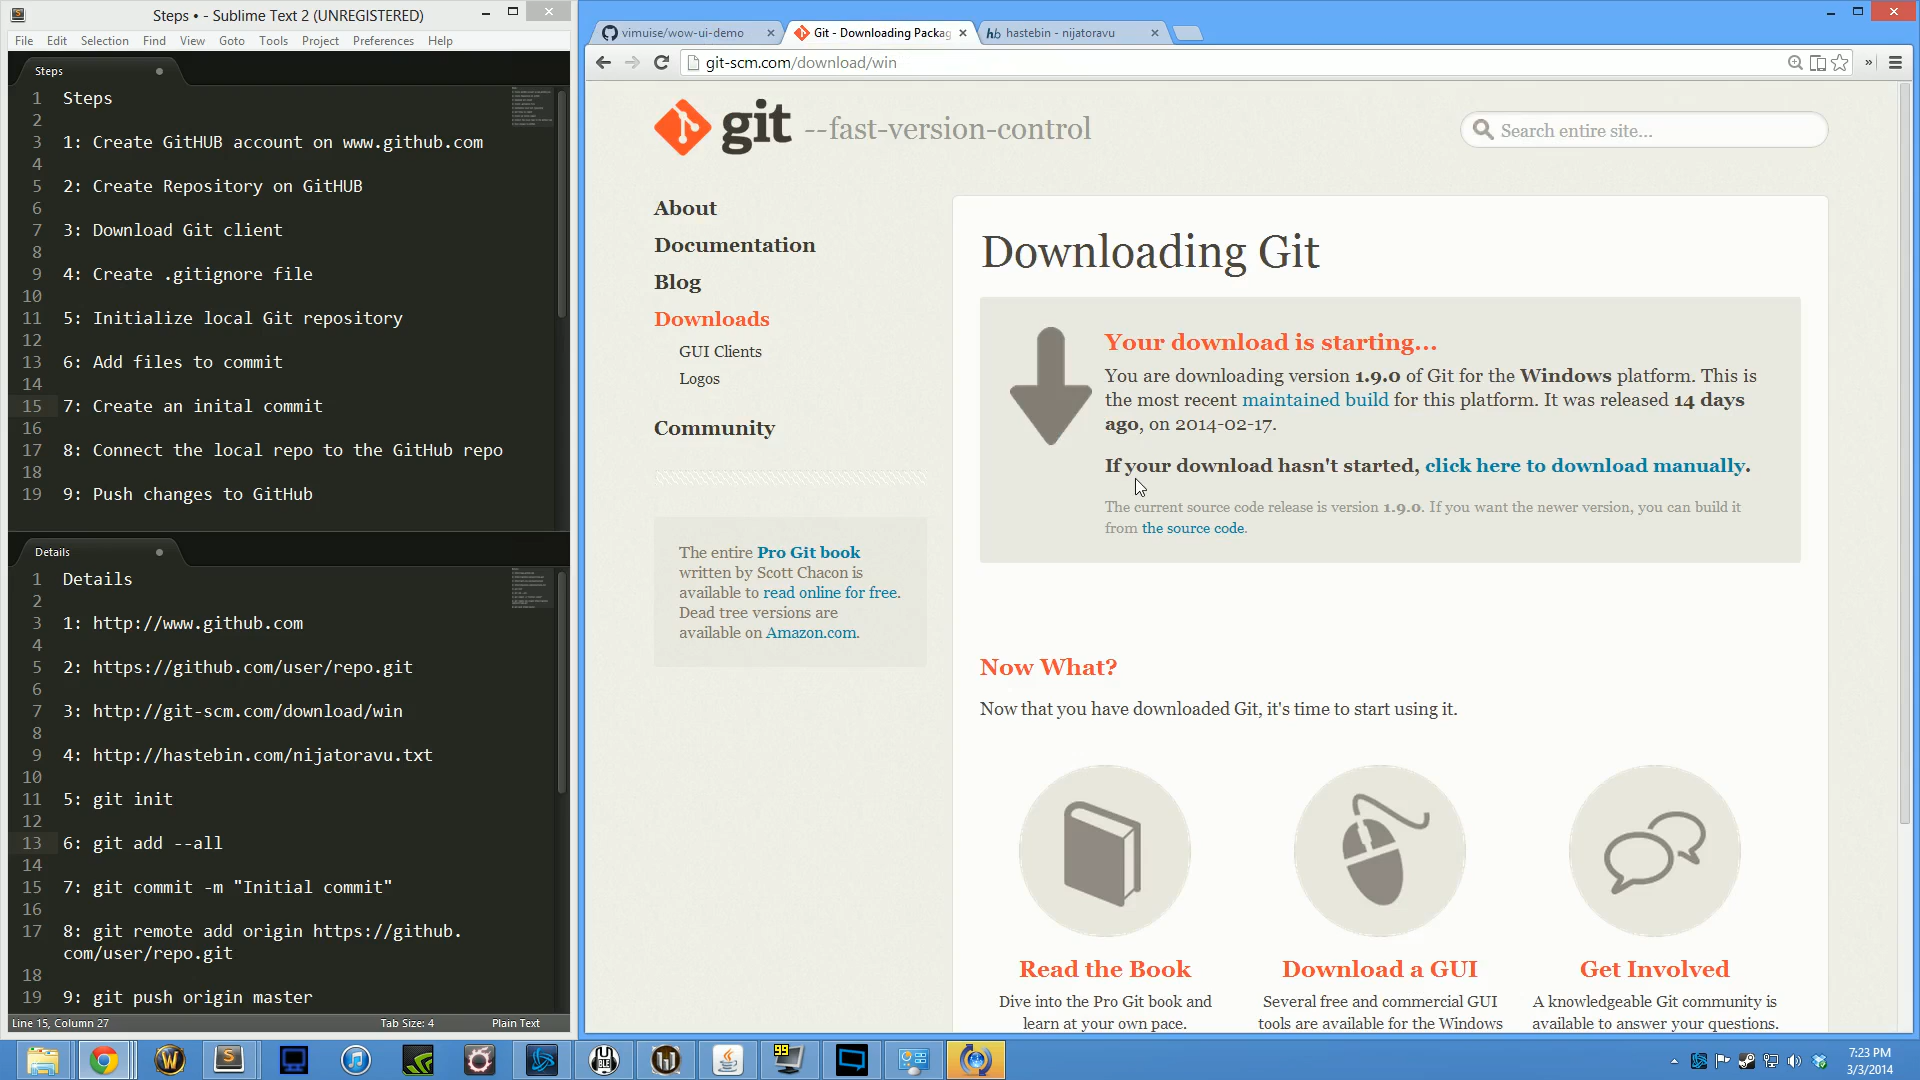 Steps • - Sublime Text 2 (UNREGISTERED)
File Edit Selection Find View Goto Tools Project Preferences Help
Steps
1 Steps
2
3 1: Create GitHUB account on www.github.com
4
5 2: Create Repository on GitHUB
6
7 3: Download Git client
8
9 4: Create .gitignore file
10
11 5: Initialize local Git repository
12
13 6: Add files to commit
14
15 7: Create an inital commit
16
17 8: Connect the local repo to the GitHub repo
18
19 9: Push changes to GitHub
Details
1 Details
2
3 1: http://www.github.com
4
5 2: https://github.com/user/repo.git
6
7 3: http://git-scm.com/download/win
8
9 4: http://hastebin.com/nijatoravu.txt
10
11 5: git init
12
13 6: git add --all
14
15 7: git commit -m "Initial commit"
16
17 8: git remote add origin https://github.
com/user/repo.git
18
19 9: git push origin master
Line 15, Column 27 Tab Size: 4 Plain Text
vimuise/wow-ui-demo Git - Downloading Packag hb hastebin - nijatoravu
git-scm.com/download/win
git --fast-version-control
Search entire site...
About
Documentation
Blog
Downloads
GUI Clients
Logos
Community
The entire Pro Git book
written by Scott Chacon is
available to read online for free.
Dead tree versions are
available on Amazon.com.
Downloading Git
Your download is starting...
You are downloading version 1.9.0 of Git for the Windows platform. This is
the most recent maintained build for this platform. It was released 14 days
ago, on 2014-02-17.
If your download hasn't started, click here to download manually.
The current source code release is version 1.9.0. If you want the newer version, you can build it
from the source code.
Now What?
Now that you have downloaded Git, it's time to start using it.
Read the Book
Dive into the Pro Git book and
learn at your own pace.
Download a GUI
Several free and commercial GUI
tools are available for the Windows
Get Involved
A knowledgeable Git community is
available to answer your questions.
99
7:23 PM
3/3/2014